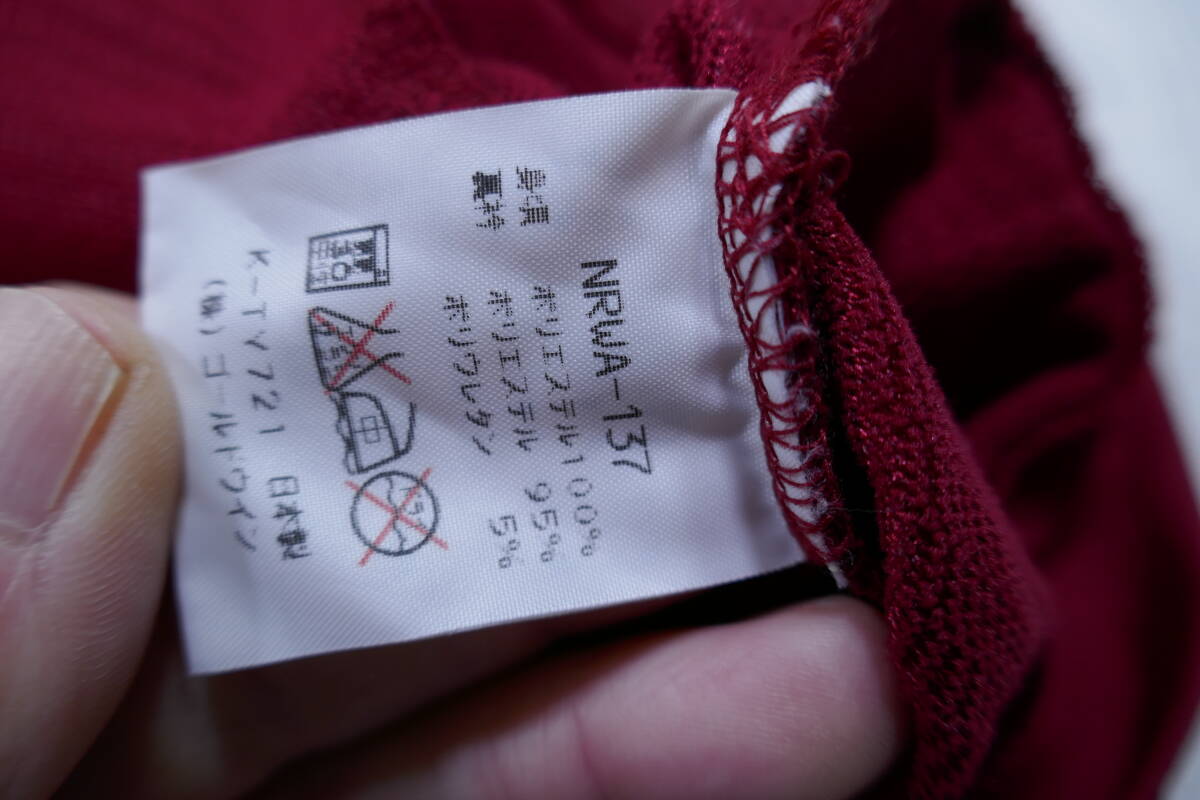 NRWA-137
身頃 ポリエステル100%
裏衿 ポリエステル 95%
ポリウレタン 5%
40
中
K-TY721 日本製
(株)ゴールドウイン